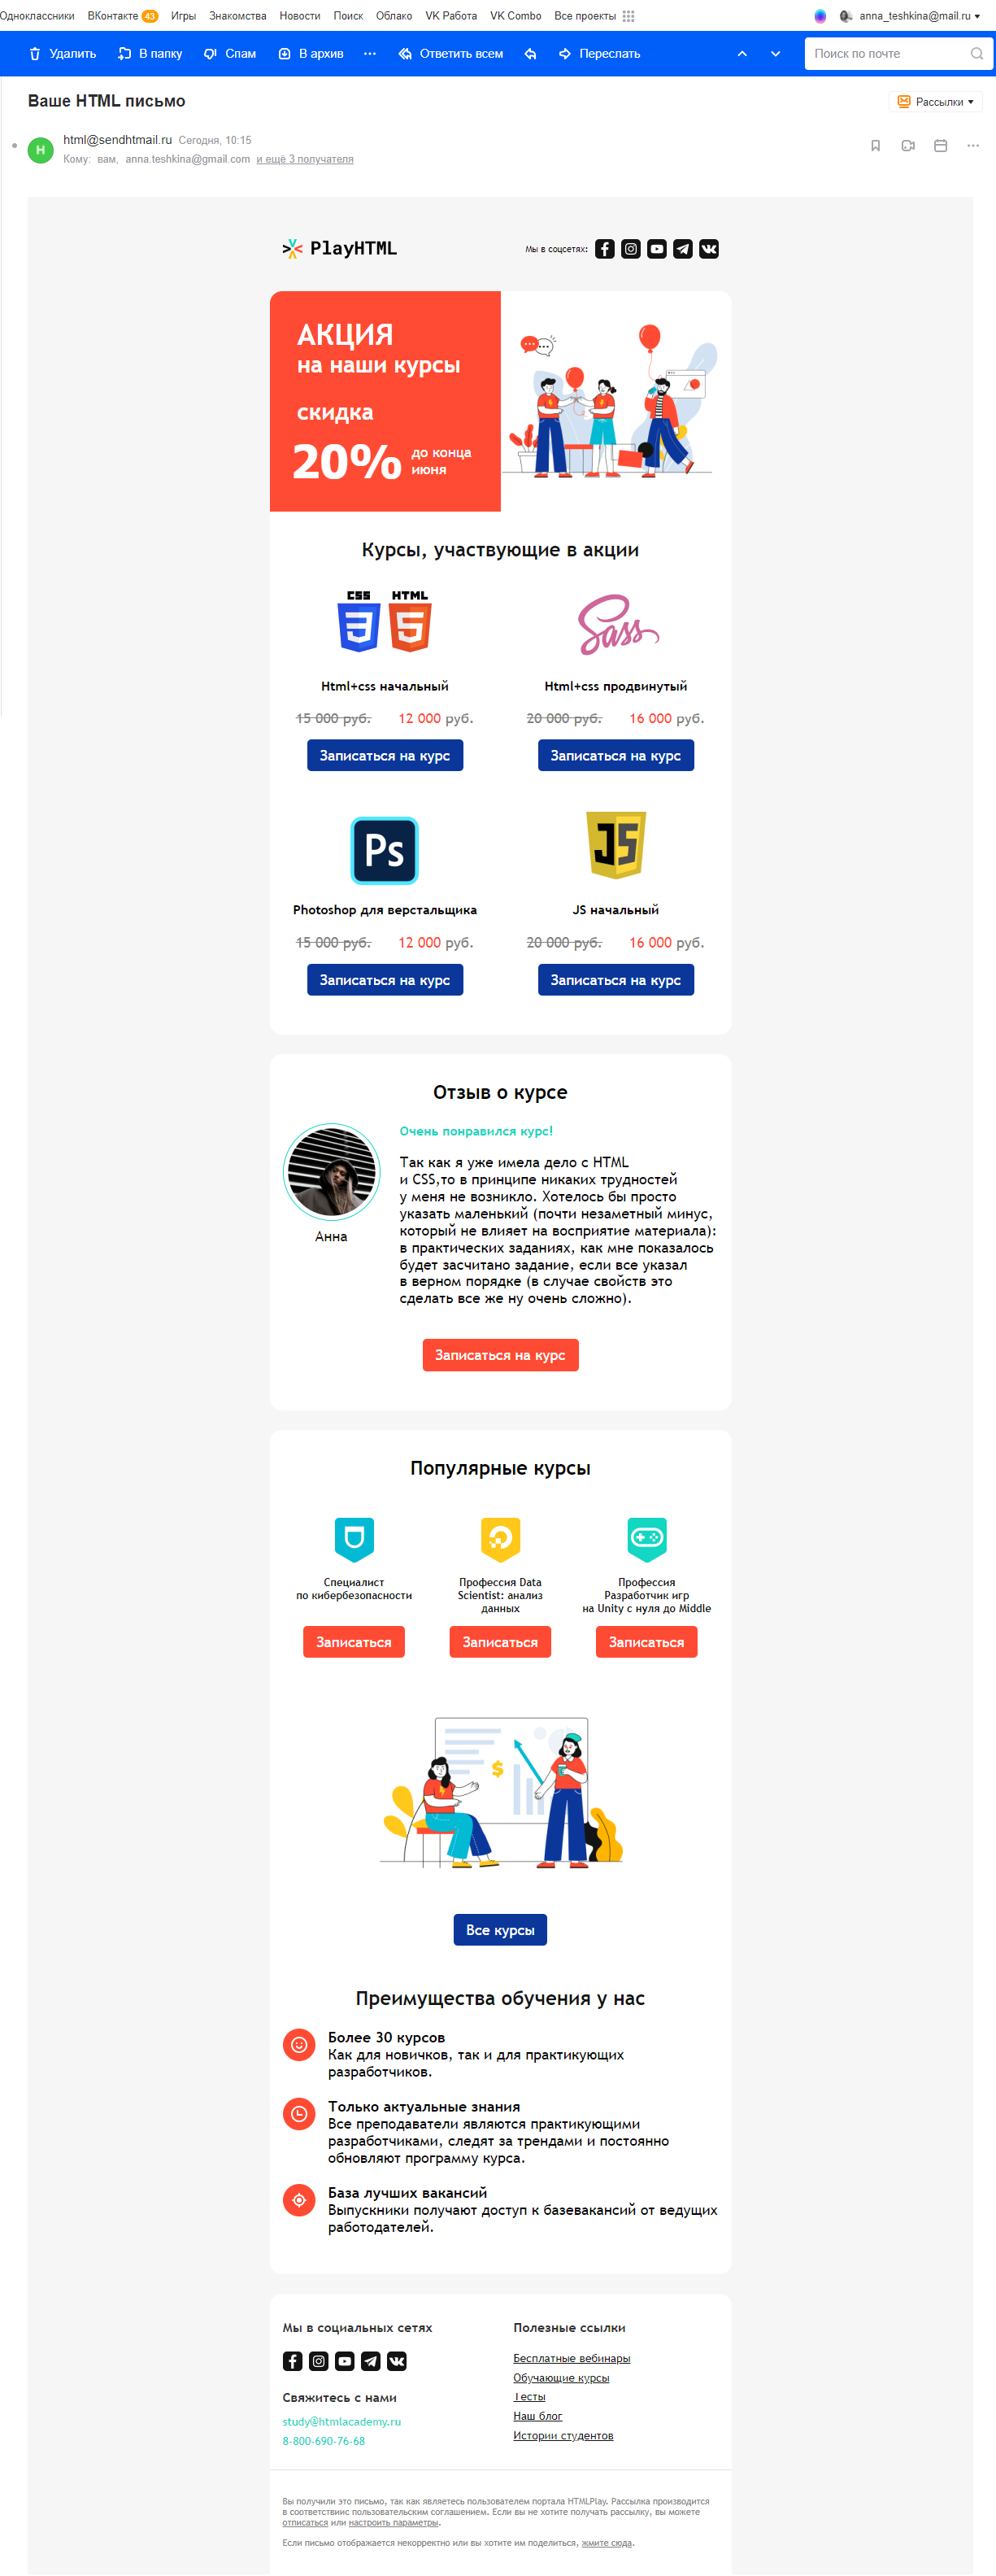 Одноклассники ВКонтакте 43 Игры Знакомства Новости Поиск Облако VK Работа VK Combo Все проекты anna_teshkina@mail.ru
Удалить В папку Спам В архив Ответить всем Переслать Поиск по почте
Ваше HTML письмо
Рассылки
H
html@sendhtmail.ru Сегодня, 10:15
Кому: вам, anna.teshkina@gmail.com и ещё 3 получателя
PlayHTML
Мы в соцсетях:
АКЦИЯ
на наши курсы
скидка
20% до конца
июня
Курсы, участвующие в акции
CSS HTML
3 5
Sass
Html+css начальный
Html+css продвинутый
15 000 руб. 12 000 руб.
20 000 руб. 16 000 руб.
Записаться на курс
Записаться на курс
Ps
JS
Photoshop для верстальщика
JS начальный
15 000 руб. 12 000 руб.
20 000 руб. 16 000 руб.
Записаться на курс
Записаться на курс
Отзыв о курсе
Анна
Очень понравился курс!
Так как я уже имела дело с HTML
и CSS,то в принципе никаких трудностей
у меня не возникло. Хотелось бы просто
указать маленький (почти незаметный минус,
который не влияет на восприятие материала):
в практических заданиях, как мне показалось
будет засчитано задание, если все указал
в верном порядке (в случае свойств это
сделать все же ну очень сложно).
Записаться на курс
Популярные курсы
Специалист
по кибербезопасности
Профессия Data
Scientist: анализ
данных
Профессия
Разработчик игр
на Unity с нуля до Middle
Записаться
Записаться
Записаться
$
Все курсы
Преимущества обучения у нас
Более 30 курсов
Как для новичков, так и для практикующих
разработчиков.
Только актуальные знания
Все преподаватели являются практикующими
разработчиками, следят за трендами и постоянно
обновляют программу курса.
База лучших вакансий
Выпускники получают доступ к базевакансий от ведущих
работодателей.
Мы в социальных сетях
Свяжитесь с нами
study@htmlacademy.ru
8-800-690-76-68
Полезные ссылки
Бесплатные вебинары
Обучающие курсы
Тесты
Наш блог
Истории студентов
Вы получили это письмо, так как являетесь пользователем портала HTMLPlay. Рассылка производится
в соответствиис пользовательским соглашением. Если вы не хотите получать рассылку, вы можете
отписаться или настроить параметры.
Если письмо отображается некорректно или вы хотите им поделиться, жмите сюда.